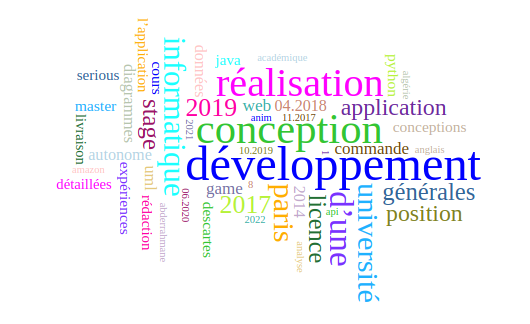 l'application
informatique
données
java
académique
serious
diagrammes
cours
réalisation
python
algérie
master
stage
2019
web
04.2018
application
livraison
2021
anim
11.2017
conception
conceptions
autonome
10.2019
1
commande
anglais
amazon
développement
détaillées
expériences
uml
game
8
générales
rédaction
abderrahmane
06.2020
descartes
2017
2022
paris
2014
licence
api
d'une
université
position
analyse